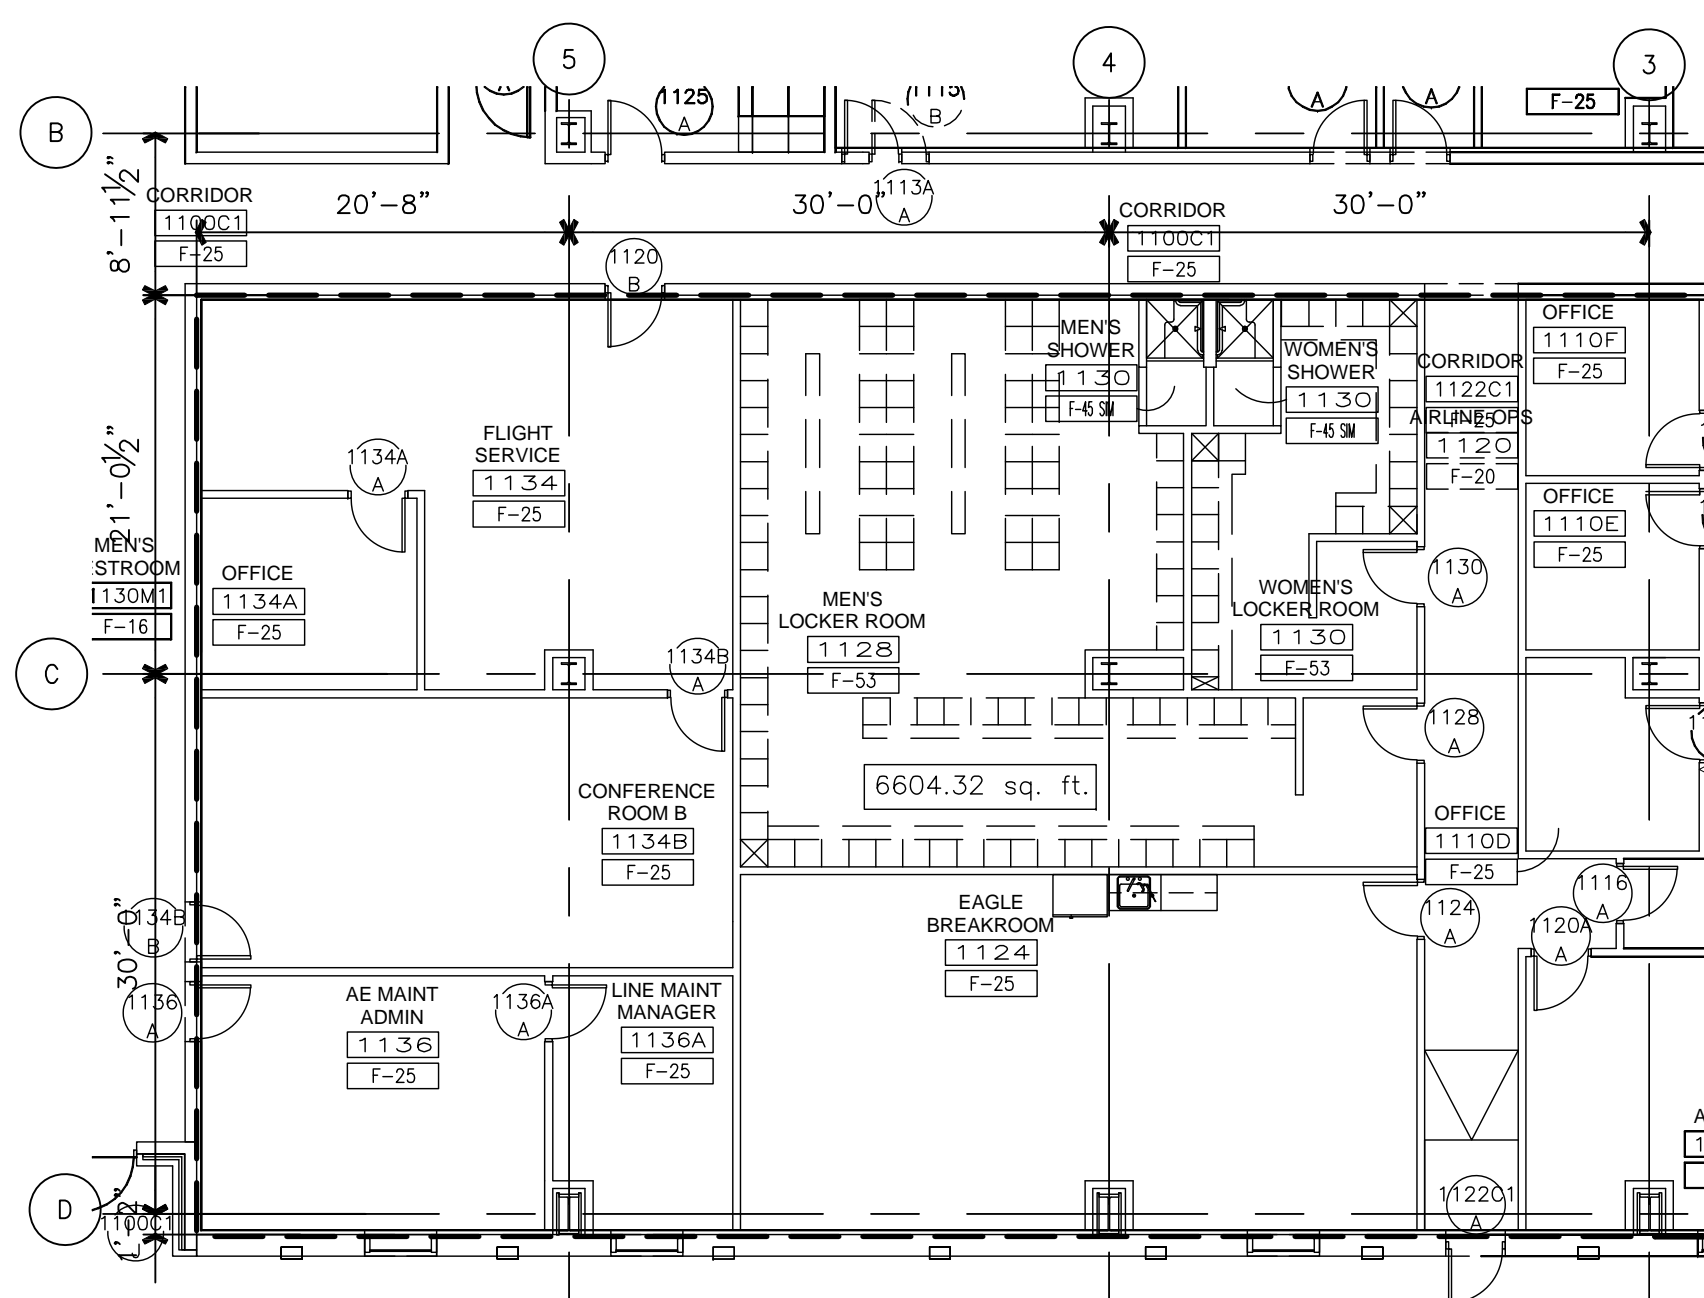 5
4
3
B
1125
A
1115
B
A
A
F-25
8'-11½"
CORRIDOR
1100C1
F-25
20'-8"
30'-0"
1113A
A
CORRIDOR
1100C1
F-25
30'-0"
1120
B
OFFICE
1110F
F-25
MEN'S
SHOWER
1130
F-45 SIM
WOMEN'S
SHOWER
1130
F-45 SIM
CORRIDOR
1122C1
F-25
AIRLINE OPS
1120
F-20
FLIGHT
SERVICE
1134
F-25
1134A
A
21'-0½"
OFFICE
1110E
F-25
MEN'S
STROOM
1130M1
F-16
OFFICE
1134A
F-25
1130
A
MEN'S
LOCKER ROOM
1128
F-53
WOMEN'S
LOCKER ROOM
1130
F-53
C
1134B
A
1128
A
6604.32 sq. ft.
CONFERENCE
ROOM B
1134B
F-25
OFFICE
1110D
F-25
1116
A
1134B
B
30'-0"
EAGLE
BREAKROOM
1124
F-25
1124
A
1120A
A
1136
A
AE MAINT
ADMIN
1136
F-25
1136A
A
LINE MAINT
MANAGER
1136A
F-25
D
1'-2"
1100C1
1122C1
A